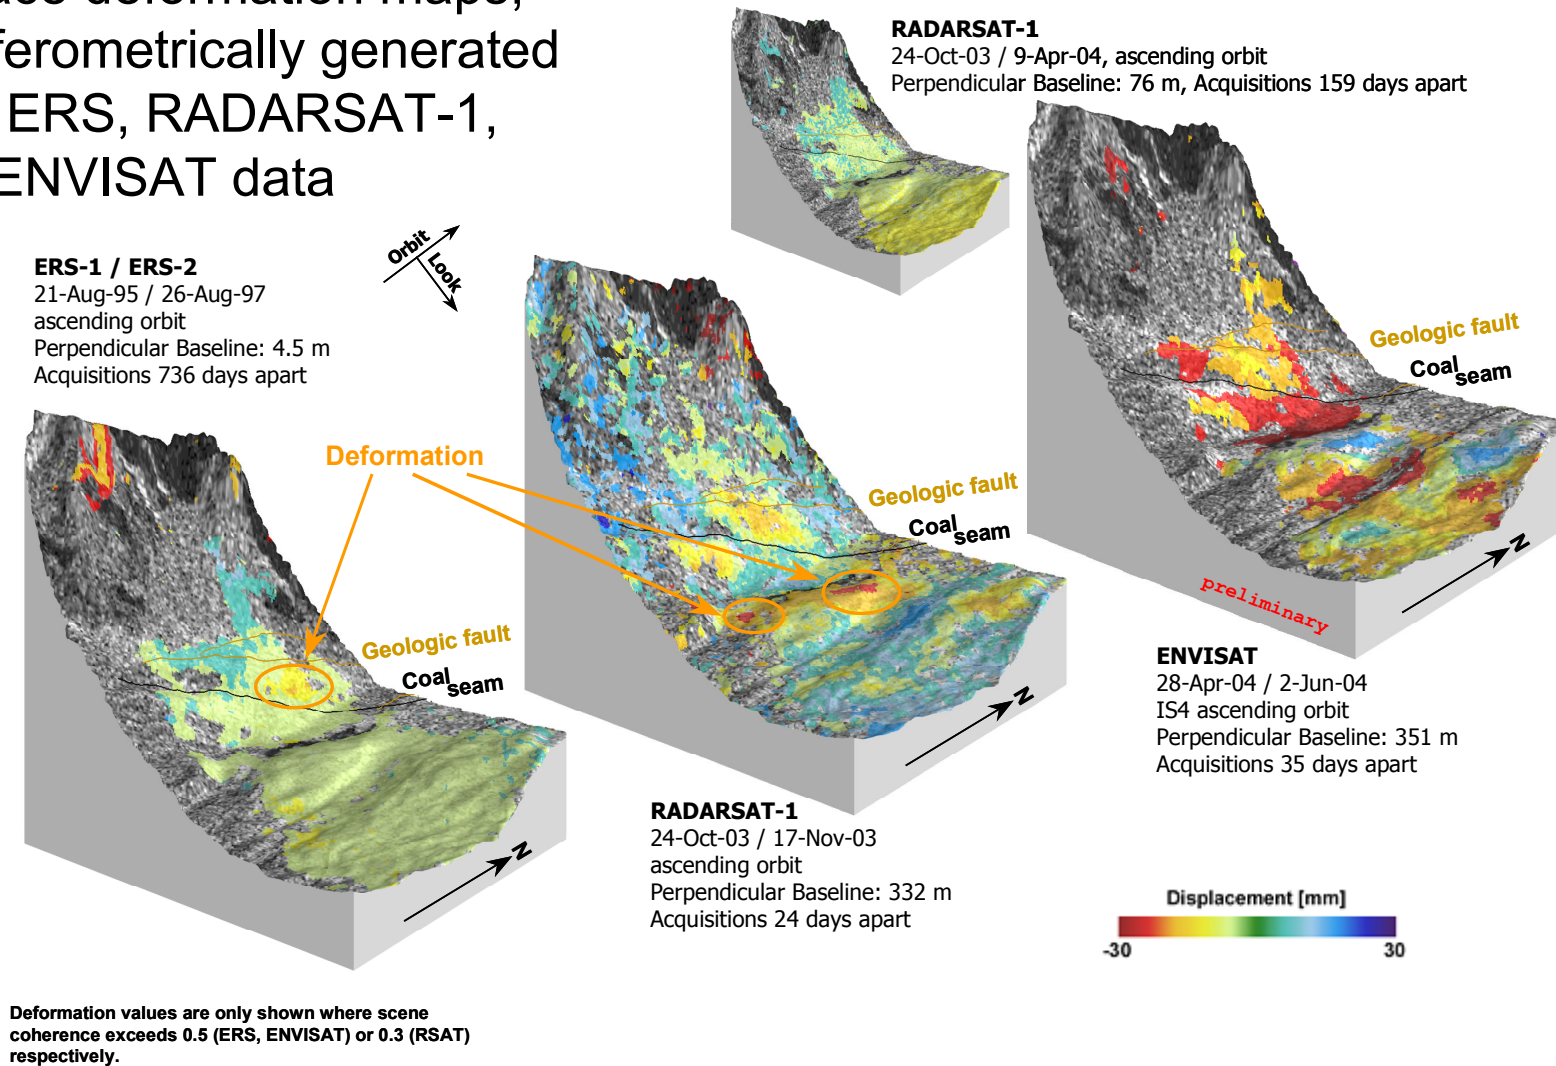 ferometrically generated
ERS, RADARSAT-1,
ENVISAT data
RADARSAT-1
24-Oct-03 / 9-Apr-04, ascending orbit
Perpendicular Baseline: 76 m, Acquisitions 159 days apart
Orbit
Look
ERS-1 / ERS-2
21-Aug-95 / 26-Aug-97
ascending orbit
Perpendicular Baseline: 4.5 m
Acquisitions 736 days apart
Deformation
Geologic fault
Coal
seam
N
Geologic fault
Coal
seam
N
Geologic fault
Coal
seam
N
preliminary
RADARSAT-1
24-Oct-03 / 17-Nov-03
ascending orbit
Perpendicular Baseline: 332 m
Acquisitions 24 days apart
ENVISAT
28-Apr-04 / 2-Jun-04
IS4 ascending orbit
Perpendicular Baseline: 351 m
Acquisitions 35 days apart
Displacement [mm]
-30 30
Deformation values are only shown where scene
coherence exceeds 0.5 (ERS, ENVISAT) or 0.3 (RSAT)
respectively.